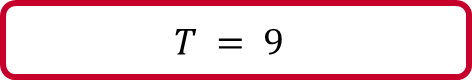 T = 9